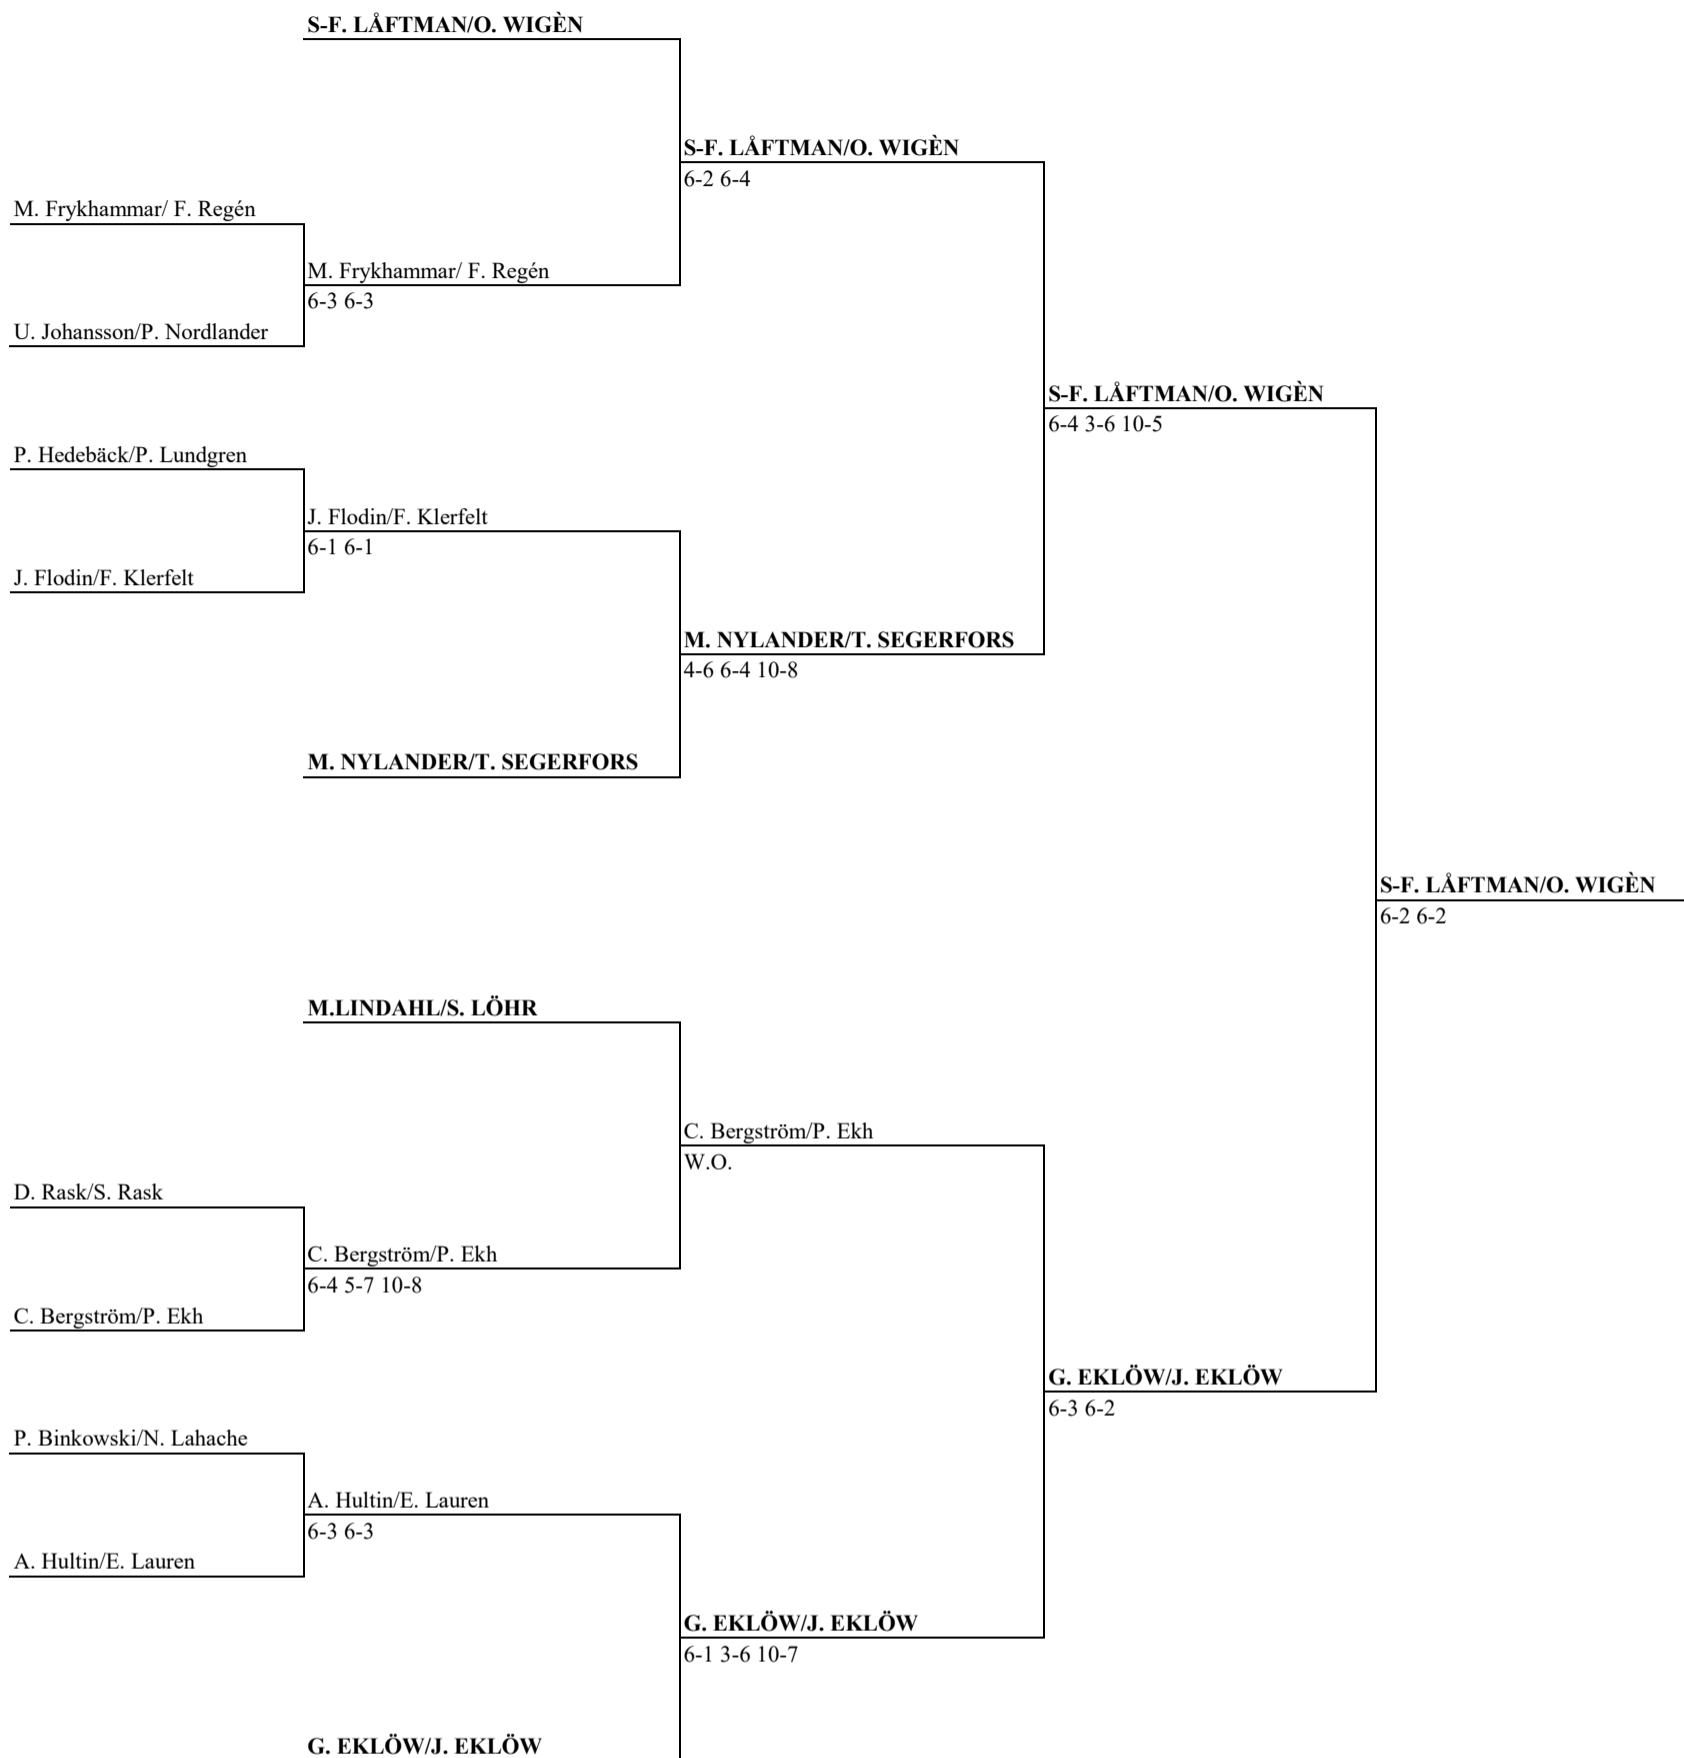 S-F. LÅFTMAN/O. WIGÈN
S-F. LÅFTMAN/O. WIGÈN
6-2 6-4
M. Frykhammar/ F. Regén
M. Frykhammar/ F. Regén
6-3 6-3
U. Johansson/P. Nordlander
S-F. LÅFTMAN/O. WIGÈN
6-4 3-6 10-5
P. Hedebäck/P. Lundgren
J. Flodin/F. Klerfelt
6-1 6-1
J. Flodin/F. Klerfelt
M. NYLANDER/T. SEGERFORS
4-6 6-4 10-8
M. NYLANDER/T. SEGERFORS
S-F. LÅFTMAN/O. WIGÈN
6-2 6-2
M.LINDAHL/S. LÖHR
C. Bergström/P. Ekh
W.O.
D. Rask/S. Rask
C. Bergström/P. Ekh
6-4 5-7 10-8
C. Bergström/P. Ekh
G. EKLÖW/J. EKLÖW
6-3 6-2
P. Binkowski/N. Lahache
A. Hultin/E. Lauren
6-3 6-3
A. Hultin/E. Lauren
G. EKLÖW/J. EKLÖW
6-1 3-6 10-7
G. EKLÖW/J. EKLÖW